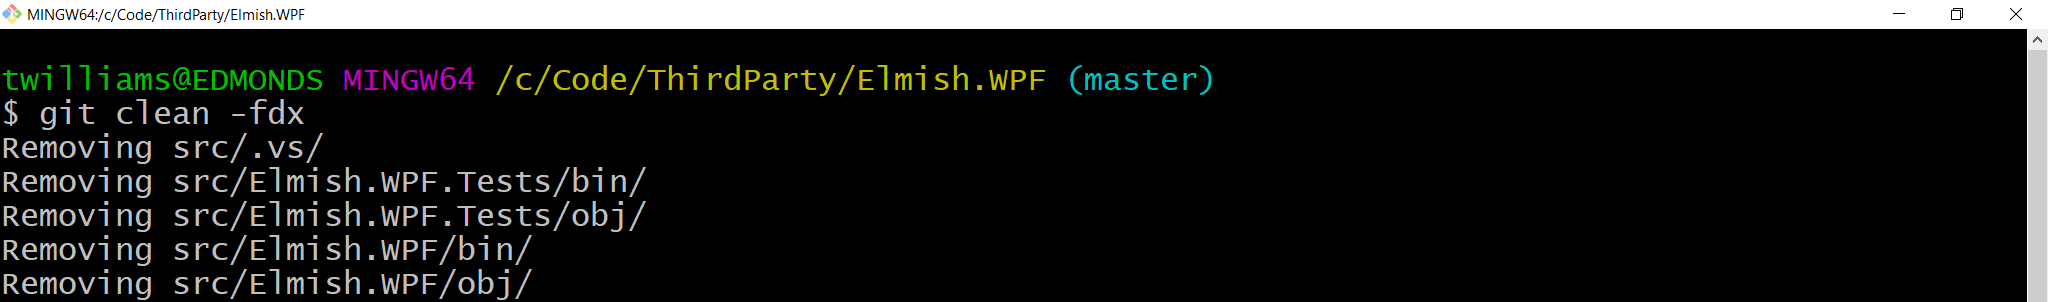 MINGW64:/c/Code/ThirdParty/Elmish.WPF
twilliams@EDMONDS MINGW64 /c/Code/ThirdParty/Elmish.WPF (master)
$ git clean -fdx
Removing src/.vs/
Removing src/Elmish.WPF.Tests/bin/
Removing src/Elmish.WPF.Tests/obj/
Removing src/Elmish.WPF/bin/
Removing src/Elmish.WPF/obj/